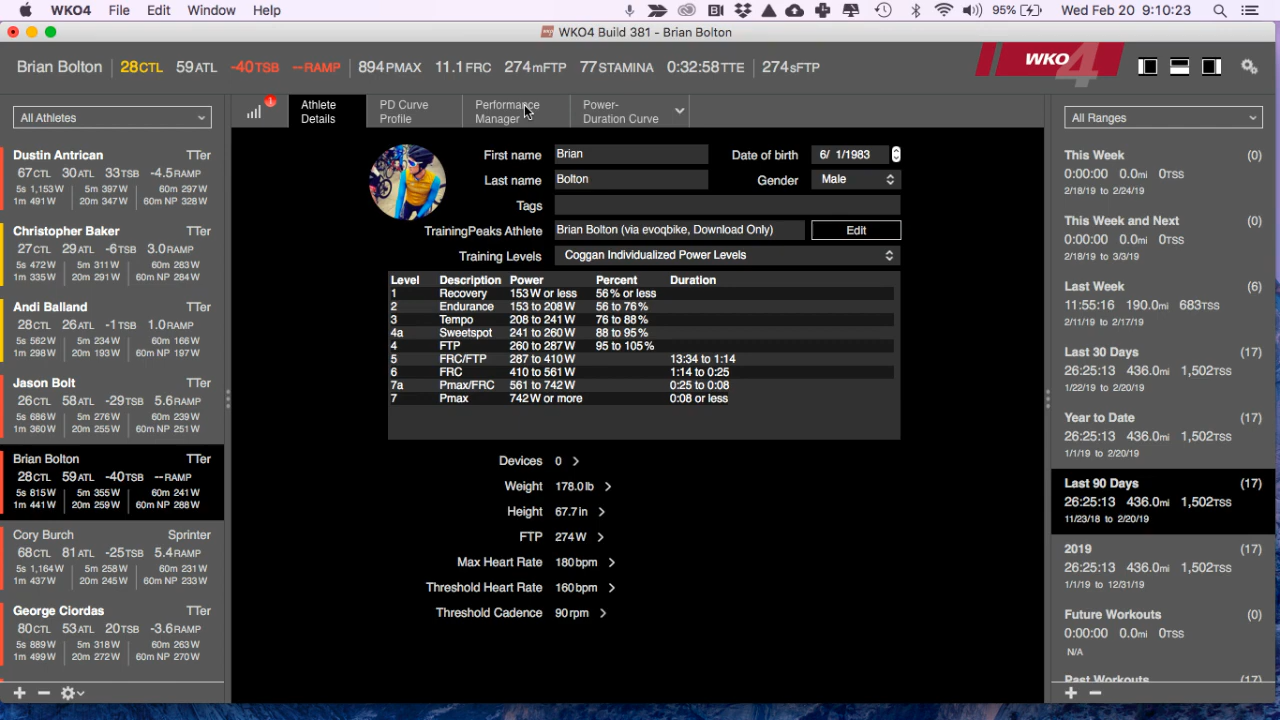 WKO4 File Edit Window Help 95% Wed Feb 20 9:10:23
WKO4 Build 381 - Brian Bolton
Brian Bolton 28CTL 59ATL -40TSB --RAMP 894PMAX 11.1FRC 274mFTP 77STAMINA 0:32:58TTE 274sFTP WKO 4
All Athletes
Dustin Antrican TTer
67CTL 30ATL 33TSB -4.5RAMP
5s 1,153W 5m 397W 60m 297W
1m 491W 20m 347W 60m NP 328W
Christopher Baker TTer
27CTL 29ATL -6TSB 3.0RAMP
5s 472W 5m 311W 60m 283W
1m 335W 20m 291W 60m NP 284W
Andi Balland TTer
28CTL 26ATL -1TSB 1.0RAMP
5s 562W 5m 234W 60m 166W
1m 298W 20m 193W 60m NP 197W
Jason Bolt TTer
26CTL 58ATL -29TSB 5.6RAMP
5s 686W 5m 276W 60m 239W
1m 360W 20m 255W 60m NP 251W
Brian Bolton TTer
28CTL 59ATL -40TSB --RAMP
5s 815W 5m 355W 60m 241W
1m 441W 20m 259W 60m NP 288W
Cory Burch Sprinter
68CTL 81ATL -25TSB 5.4RAMP
5s 1,164W 5m 258W 60m 231W
1m 437W 20m 245W 60m NP 233W
George Clordas TTer
80CTL 53ATL 20TSB -3.6RAMP
5s 889W 5m 318W 60m 263W
1m 499W 20m 272W 60m NP 270W
1
Athlete Details
PD Curve Profile
Performance Manager
Power-Duration Curve
First name Brian Date of birth 6/ 1/1983
Last name Bolton Gender Male
Tags
TrainingPeaks Athlete Brian Bolton (via evoqbike, Download Only) Edit
Training Levels Coggan Individualized Power Levels
Level Description Power Percent Duration
1 Recovery 153W or less 56% or less
2 Endurance 153 to 208W 56 to 76%
3 Tempo 208 to 241W 76 to 88%
4a Sweetspot 241 to 260W 88 to 95%
4 FTP 260 to 287W 95 to 105%
5 FRC/FTP 287 to 410W 13:34 to 1:14
6 FRC 410 to 561W 1:14 to 0:25
7a Pmax/FRC 561 to 742W 0:25 to 0:08
7 Pmax 742W or more 0:08 or less
Devices 0
Weight 178.0lb
Height 67.7in
FTP 274W
Max Heart Rate 180bpm
Threshold Heart Rate 160bpm
Threshold Cadence 90rpm
All Ranges
This Week (0)
0:00:00 0.0mi 0TSS
2/18/19 to 2/24/19
This Week and Next (0)
0:00:00 0.0mi 0TSS
2/18/19 to 3/3/19
Last Week (6)
11:55:16 190.0mi 683TSS
2/11/19 to 2/17/19
Last 30 Days (17)
26:25:13 436.0mi 1,502TSS
1/22/19 to 2/20/19
Year to Date (17)
26:25:13 436.0mi 1,502TSS
1/1/19 to 2/20/19
Last 90 Days (17)
26:25:13 436.0mi 1,502TSS
11/23/18 to 2/20/19
2019 (17)
26:25:13 436.0mi 1,502TSS
1/1/19 to 12/31/19
Future Workouts (0)
0:00:00 0.0mi 0TSS
N/A
Past Workouts